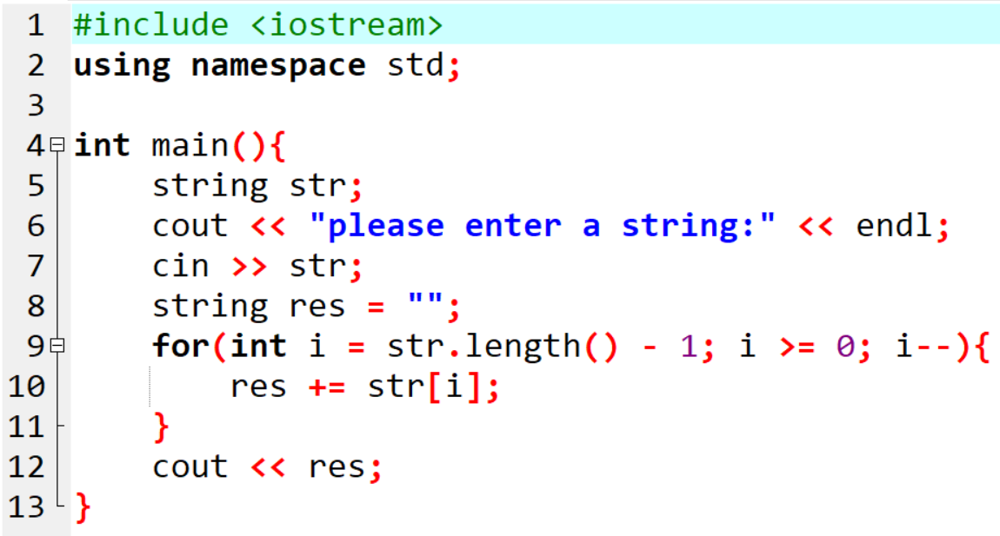 1 #include <iostream>
2 using namespace std;
3
4 int main(){
5     string str;
6     cout << "please enter a string:" << endl;
7     cin >> str;
8     string res = "";
9     for(int i = str.length() - 1; i >= 0; i--){
10         res += str[i];
11     }
12     cout << res;
13 }